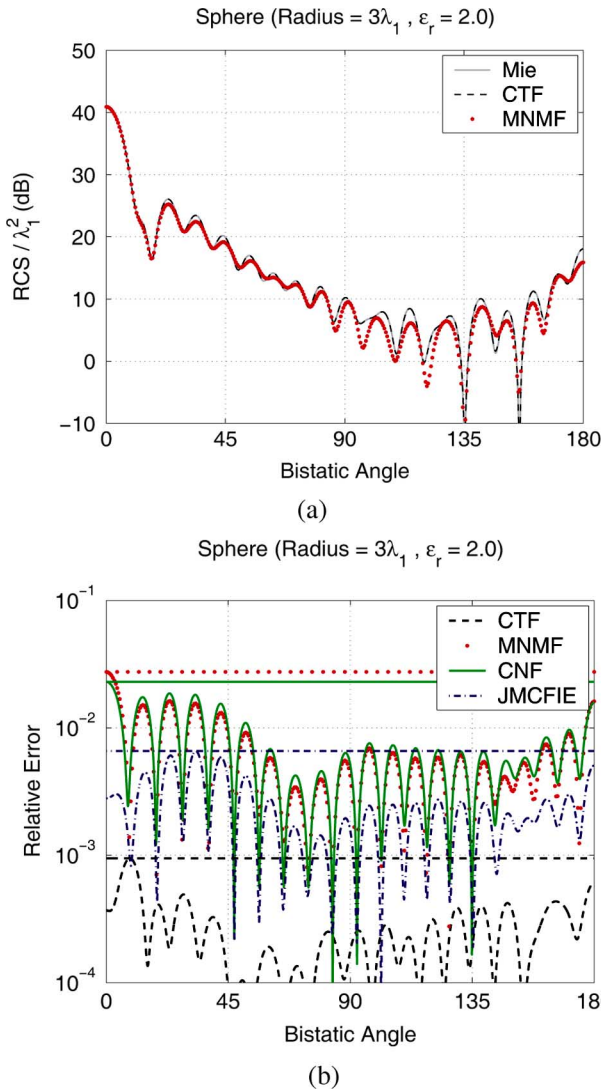 Sphere (Radius = 3λ₁ , εᵣ = 2.0)
50
40
30
20
10
0
−10
RCS / λ₁² (dB)
Mie
CTF
MNMF
0 45 90 135 180
Bistatic Angle
(a)
Sphere (Radius = 3λ₁ , εᵣ = 2.0)
10⁻¹
10⁻²
10⁻³
10⁻⁴
Relative Error
CTF
MNMF
CNF
JMCFIE
0 45 90 135 18
Bistatic Angle
(b)